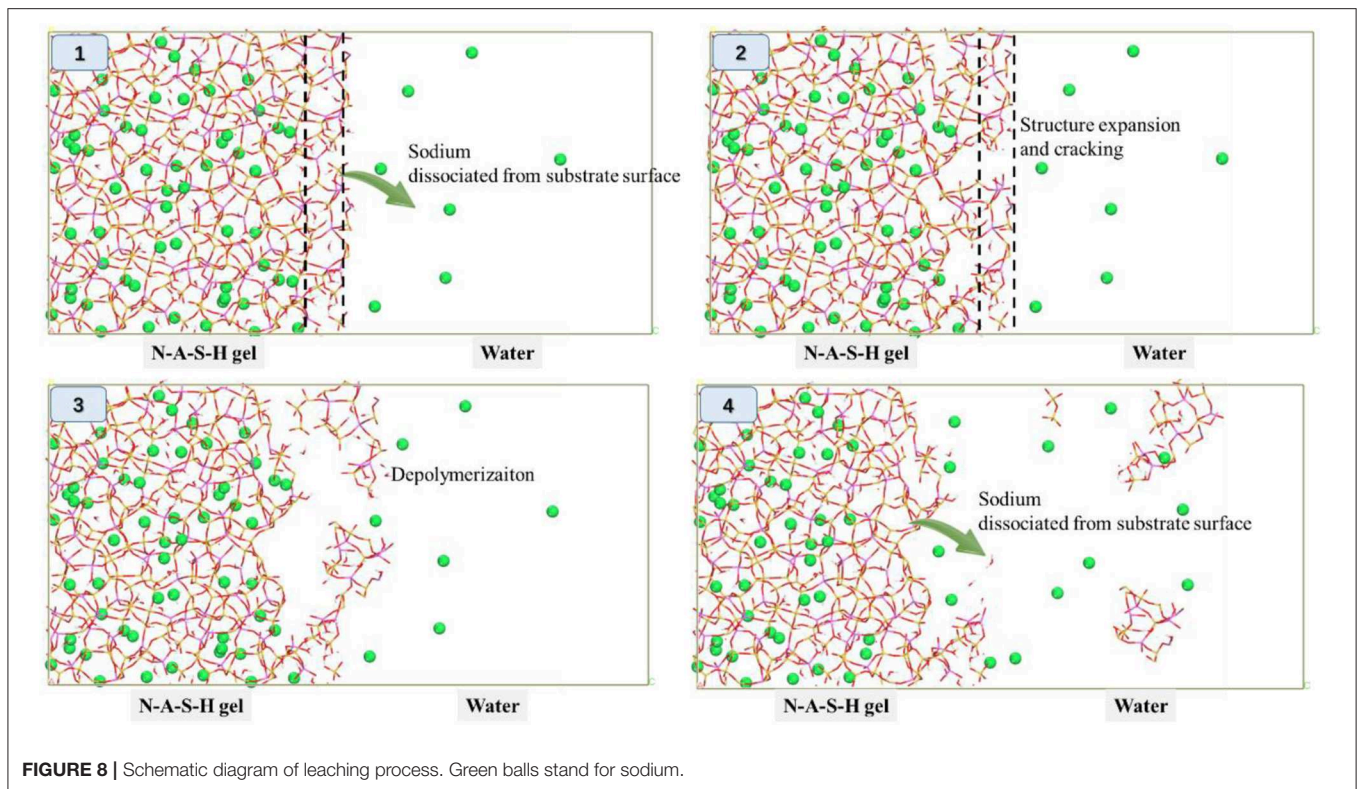 1
Sodium
dissociated from substrate surface
N-A-S-H gel
Water
2
Structure expansion
and cracking
N-A-S-H gel
Water
3
Depolymerizaiton
N-A-S-H gel
Water
4
Sodium
dissociated from substrate surface
N-A-S-H gel
Water
FIGURE 8 | Schematic diagram of leaching process. Green balls stand for sodium.